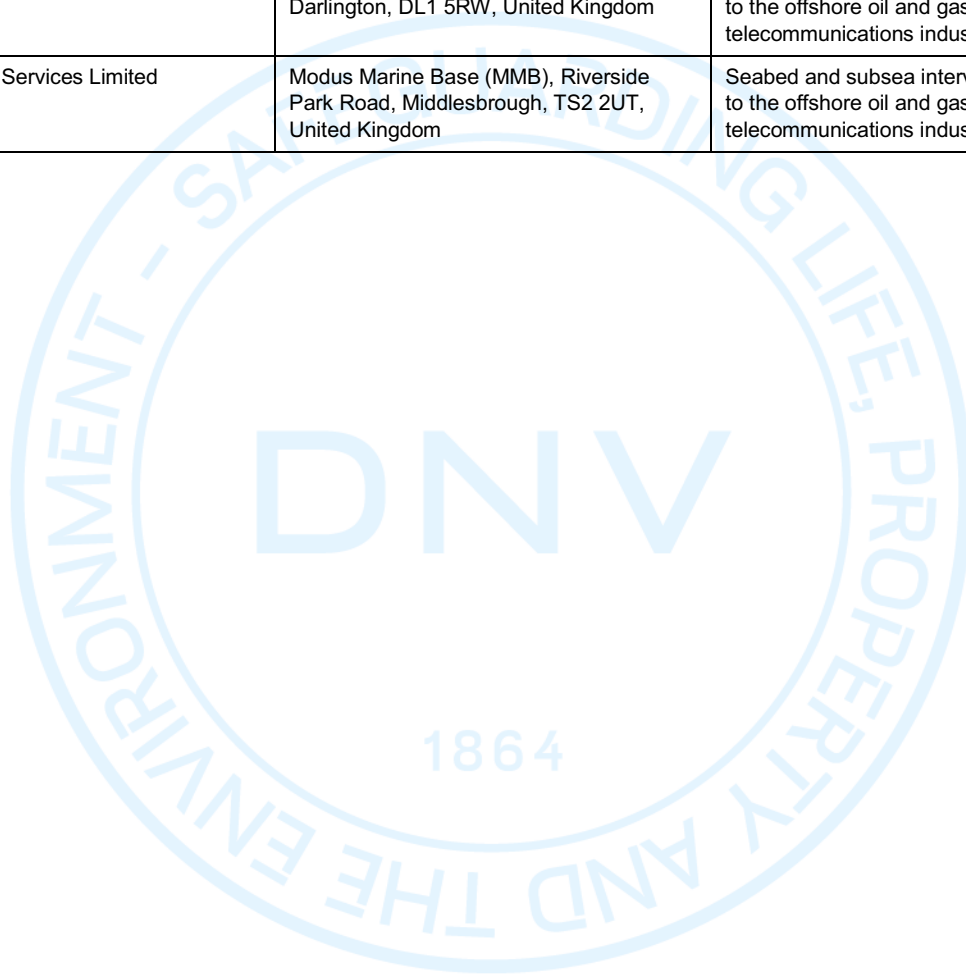 Darlington, DL1 5RW, United Kingdom
to the offshore oil and gas
telecommunications indus
Services Limited
Modus Marine Base (MMB), Riverside
Park Road, Middlesbrough, TS2 2UT,
United Kingdom
Seabed and subsea interv
to the offshore oil and gas
telecommunications indus
SAFEGUARDING LIFE, PROPERTY AND THE ENVIRONMENT -
DNV
1864